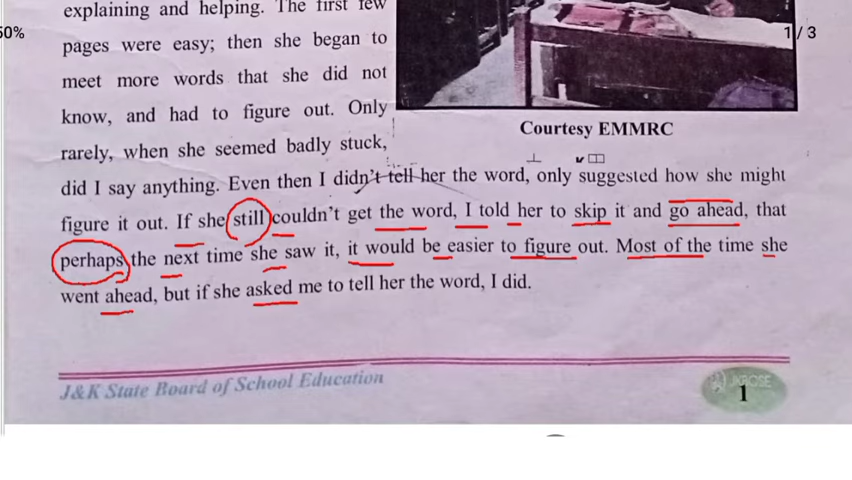 explaining and helping. The first few
50%
1/3
pages were easy; then she began to
meet more words that she did not
know, and had to figure out. Only
rarely, when she seemed badly stuck,
Courtesy EMMRC
did I say anything. Even then I didn't tell her the word, only suggested how she might
figure it out. If she still couldn't get the word, I told her to skip it and go ahead, that
perhaps the next time she saw it, it would be easier to figure out. Most of the time she
went ahead, but if she asked me to tell her the word, I did.
J&K State Board of School Education
JKBOSE
1